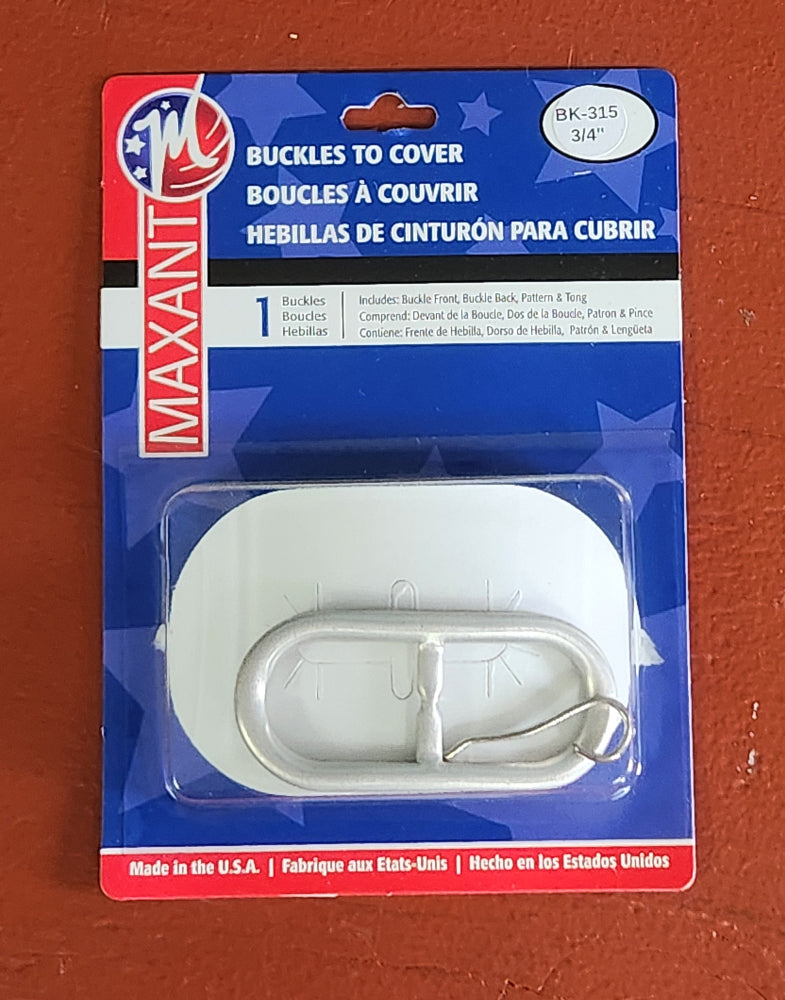 M
MAXANT
BK-315
3/4"
BUCKLES TO COVER
BOUCLES À COUVRIR
HEBILLAS DE CINTURÓN PARA CUBRIR
1
Buckles
Boucles
Hebillas
Includes: Buckle Front, Buckle Back, Pattern & Tong
Comprend: Devant de la Boucle, Dos de la Boucle, Patron & Pince
Contiene: Frente de Hebilla, Dorso de Hebilla, Patrón & Lengüeta
Made in the U.S.A. | Fabrique aux Etats-Unis | Hecho en los Estados Unidos